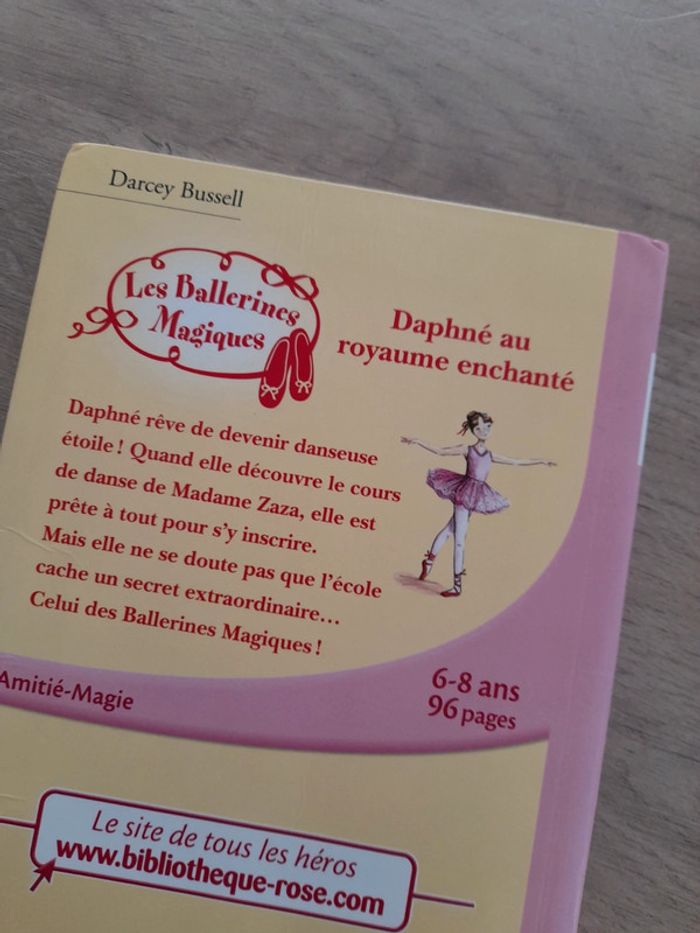 Darcey Bussell
Les Ballerines
Magiques
Daphné au
royaume enchanté
Daphné rêve de devenir danseuse
étoile ! Quand elle découvre le cours
de danse de Madame Zaza, elle est
prête à tout pour s'y inscrire.
Mais elle ne se doute pas que l'école
cache un secret extraordinaire...
Celui des Ballerines Magiques !
Amitié-Magie
6-8 ans
96 pages
Le site de tous les héros
www.bibliotheque-rose.com